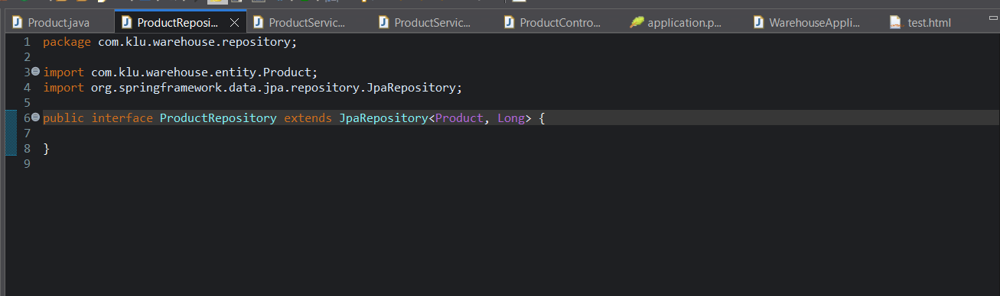 Product.java
ProductReposi...
ProductServic...
ProductServic...
ProductContro...
application.p...
WarehouseAppli...
test.html
1 package com.klu.warehouse.repository;
2
3 import com.klu.warehouse.entity.Product;
4 import org.springframework.data.jpa.repository.JpaRepository;
5
6 public interface ProductRepository extends JpaRepository<Product, Long> {
7
8 }
9